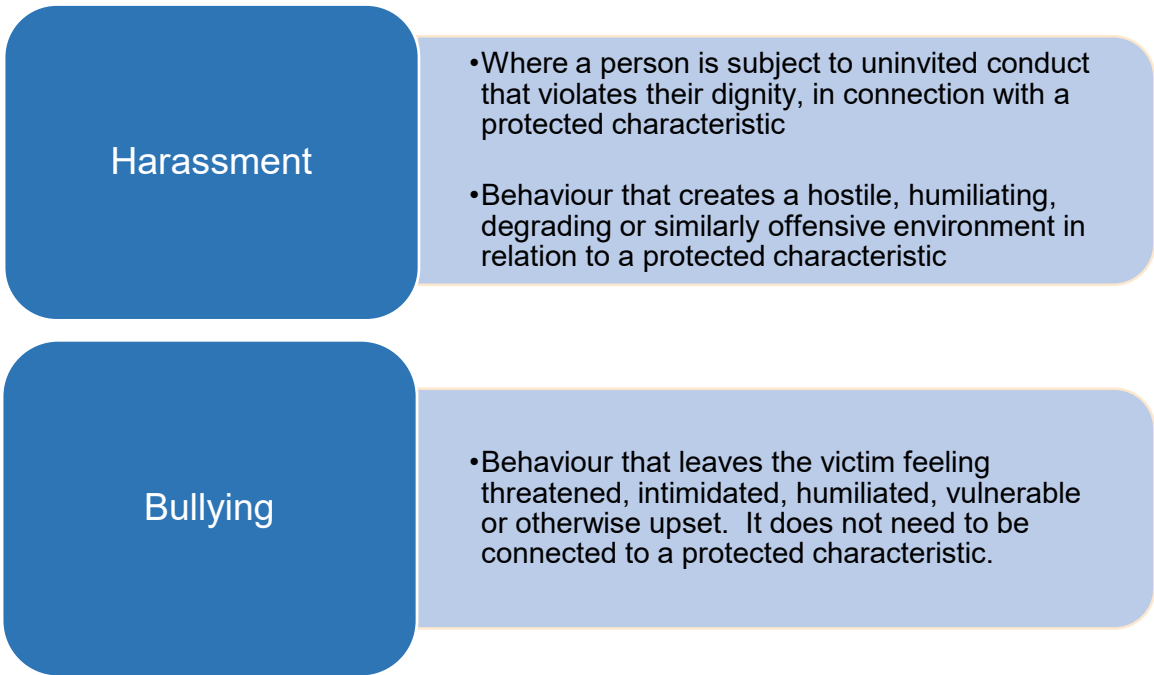 Harassment
•Where a person is subject to uninvited conduct
that violates their dignity, in connection with a
protected characteristic
•Behaviour that creates a hostile, humiliating,
degrading or similarly offensive environment in
relation to a protected characteristic
Bullying
•Behaviour that leaves the victim feeling
threatened, intimidated, humiliated, vulnerable
or otherwise upset.  It does not need to be
connected to a protected characteristic.